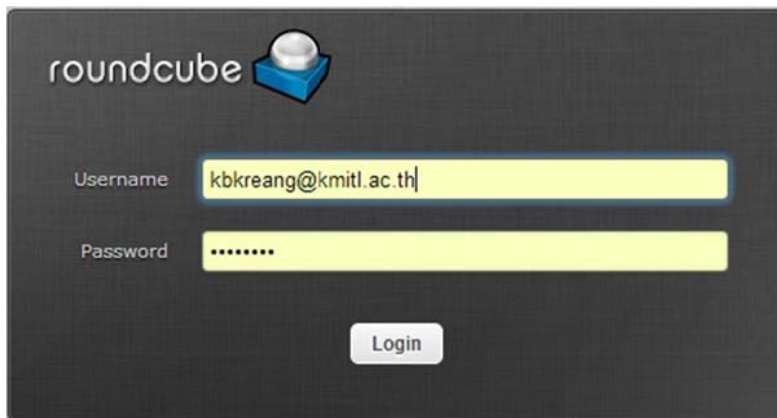 roundcube
Username kbkreang@kmitl.ac.th
Password ••••••••
Login